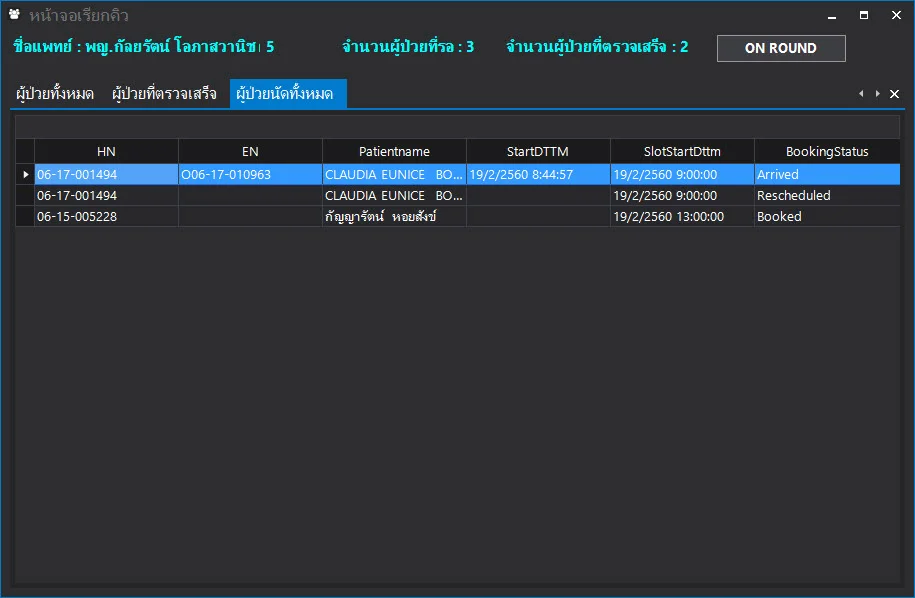 หน้าจอเรียกคิว
ชื่อแพทย์ : พญ.กัลยรัตน์ โอภาสวานิช 5 จำนวนผู้ป่วยที่รอ : 3 จำนวนผู้ป่วยที่ตรวจเสร็จ : 2 ON ROUND
ผู้ป่วยทั้งหมด ผู้ป่วยที่ตรวจเสร็จ ผู้ป่วยนัดทั้งหมด
HN EN Patientname StartDTTM SlotStartDttm BookingStatus
06-17-001494 O06-17-010963 CLAUDIA EUNICE BO... 19/2/2560 8:44:57 19/2/2560 9:00:00 Arrived
06-17-001494 CLAUDIA EUNICE BO... 19/2/2560 9:00:00 Rescheduled
06-15-005228 กัญญารัตน์ หอยสังข์ 19/2/2560 13:00:00 Booked